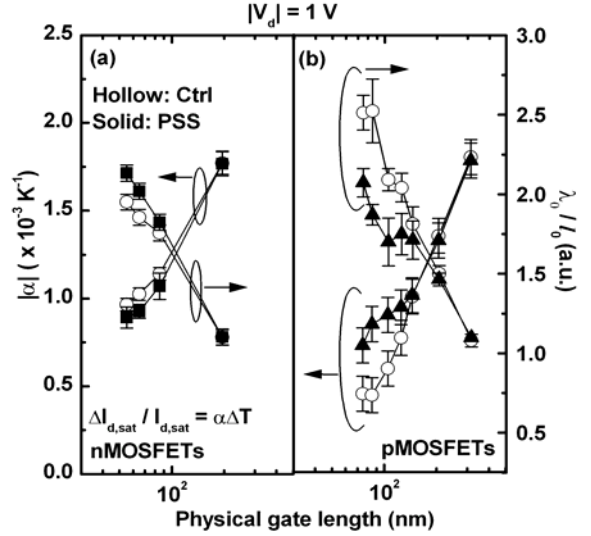 |V_d| = 1 V
(a)
(b)
Hollow: Ctrl
Solid: PSS
ΔI_d,sat / I_d,sat = αΔT
nMOSFETs
pMOSFETs
|α| ( x 10⁻³ K⁻¹)
2.5
2.0
1.5
1.0
0.5
0.0
3.0
2.5
2.0
1.5
1.0
0.5
λ₀ / l₀ (a.u.)
10²
10²
Physical gate length (nm)